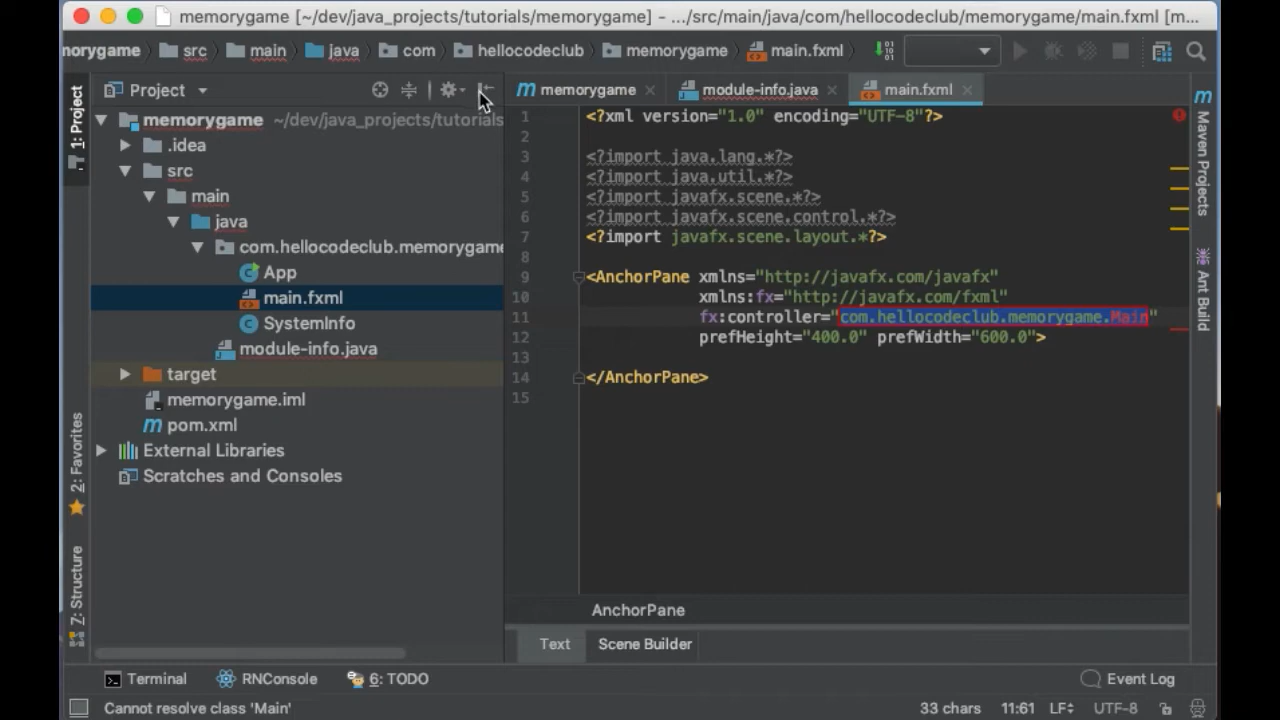 memorygame [~/dev/java_projects/tutorials/memorygame] – .../src/main/java/com/hellocodeclub/memorygame/main.fxml [m...
morygame src main java com hellocodeclub memorygame main.fxml
1: Project
2: Favorites
Z: Structure
Project
memorygame ~/dev/java_projects/tutorials
.idea
src
main
java
com.hellocodeclub.memorygame
App
main.fxml
SystemInfo
module-info.java
target
memorygame.iml
pom.xml
External Libraries
Scratches and Consoles
memorygame module-info.java main.fxml
1 <?xml version="1.0" encoding="UTF-8"?>
2
3 <?import java.lang.*?>
4 <?import java.util.*?>
5 <?import javafx.scene.*?>
6 <?import javafx.scene.control.*?>
7 <?import javafx.scene.layout.*?>
8
9 <AnchorPane xmlns="http://javafx.com/javafx"
10 xmlns:fx="http://javafx.com/fxml"
11 fx:controller="com.hellocodeclub.memorygame.Main"
12 prefHeight="400.0" prefWidth="600.0">
13
14 </AnchorPane>
15
AnchorPane
Text Scene Builder
Maven Projects
Ant Build
Terminal RNConsole 6: TODO Event Log
Cannot resolve class 'Main' 33 chars 11:61 LF UTF-8